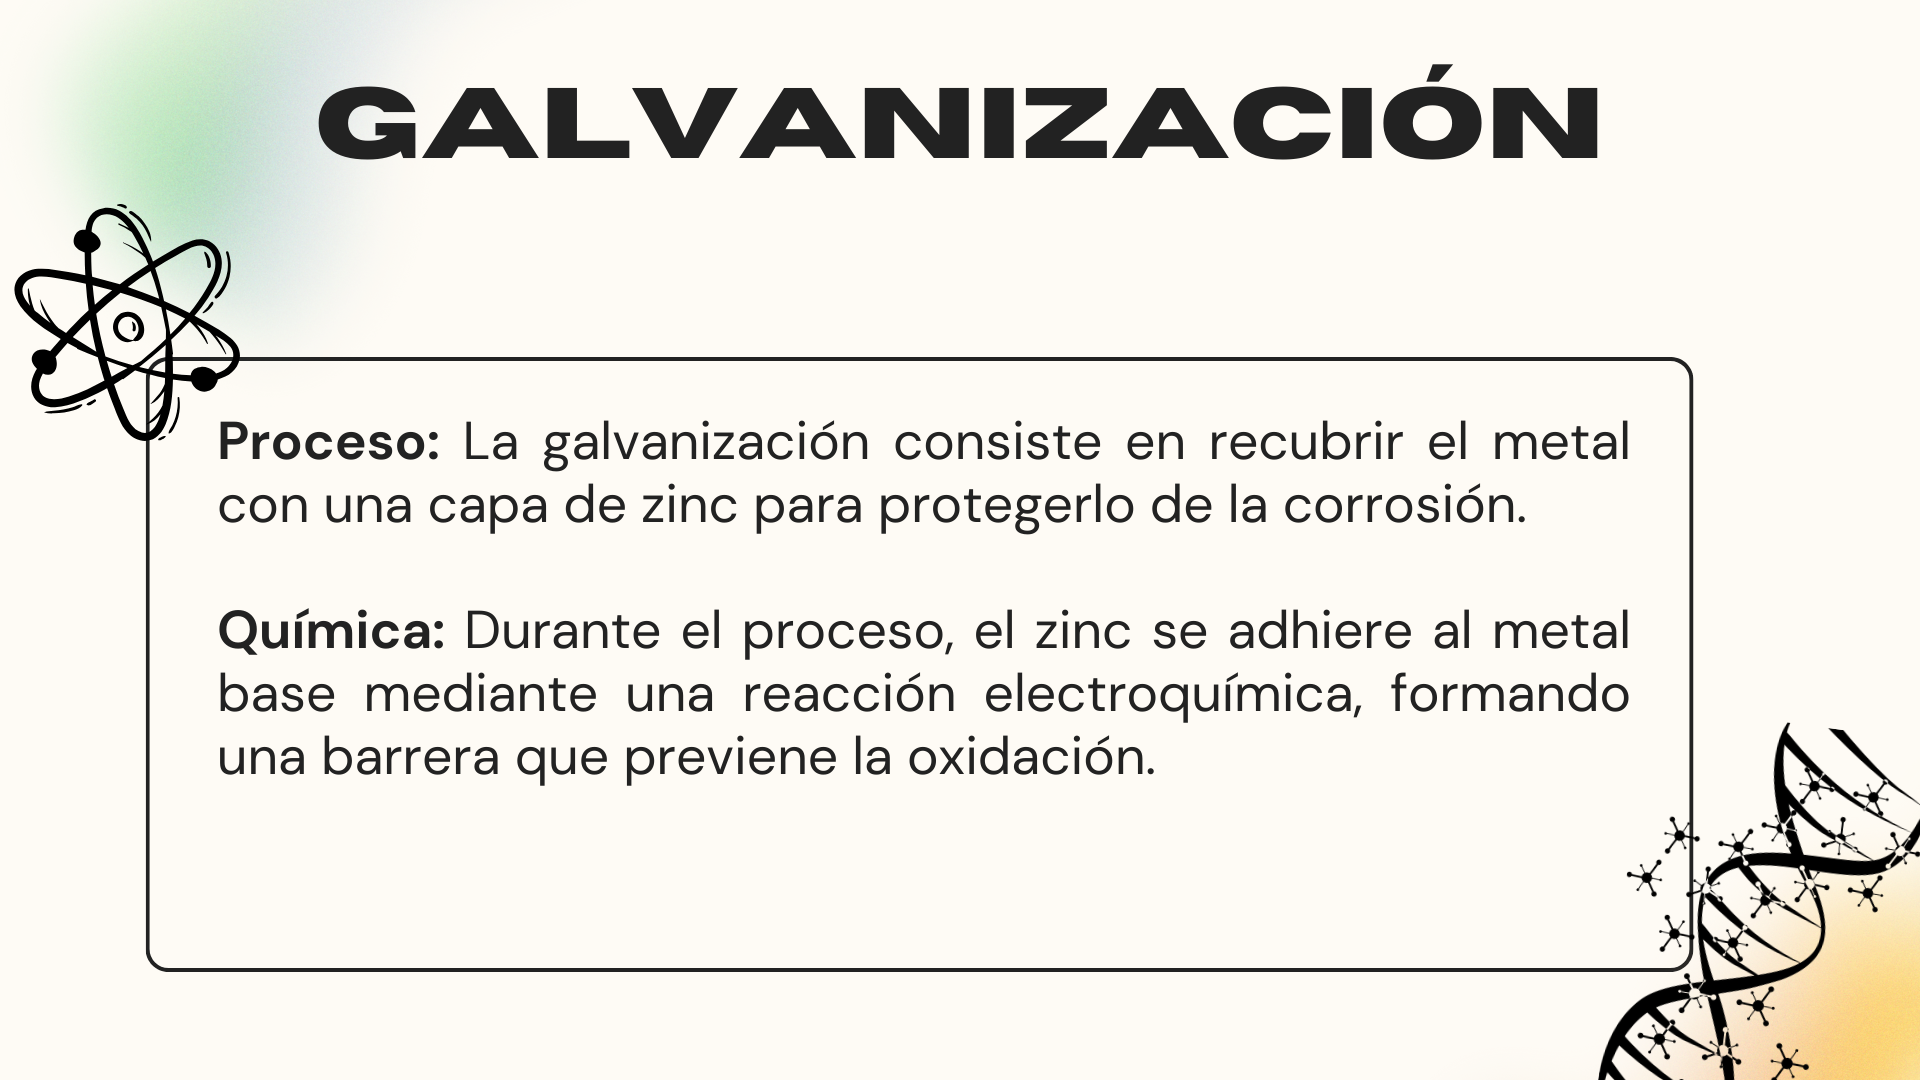 GALVANIZACIÓN
Proceso: La galvanización consiste en recubrir el metal
con una capa de zinc para protegerlo de la corrosión.
Química: Durante el proceso, el zinc se adhiere al metal
base mediante una reacción electroquímica, formando
una barrera que previene la oxidación.